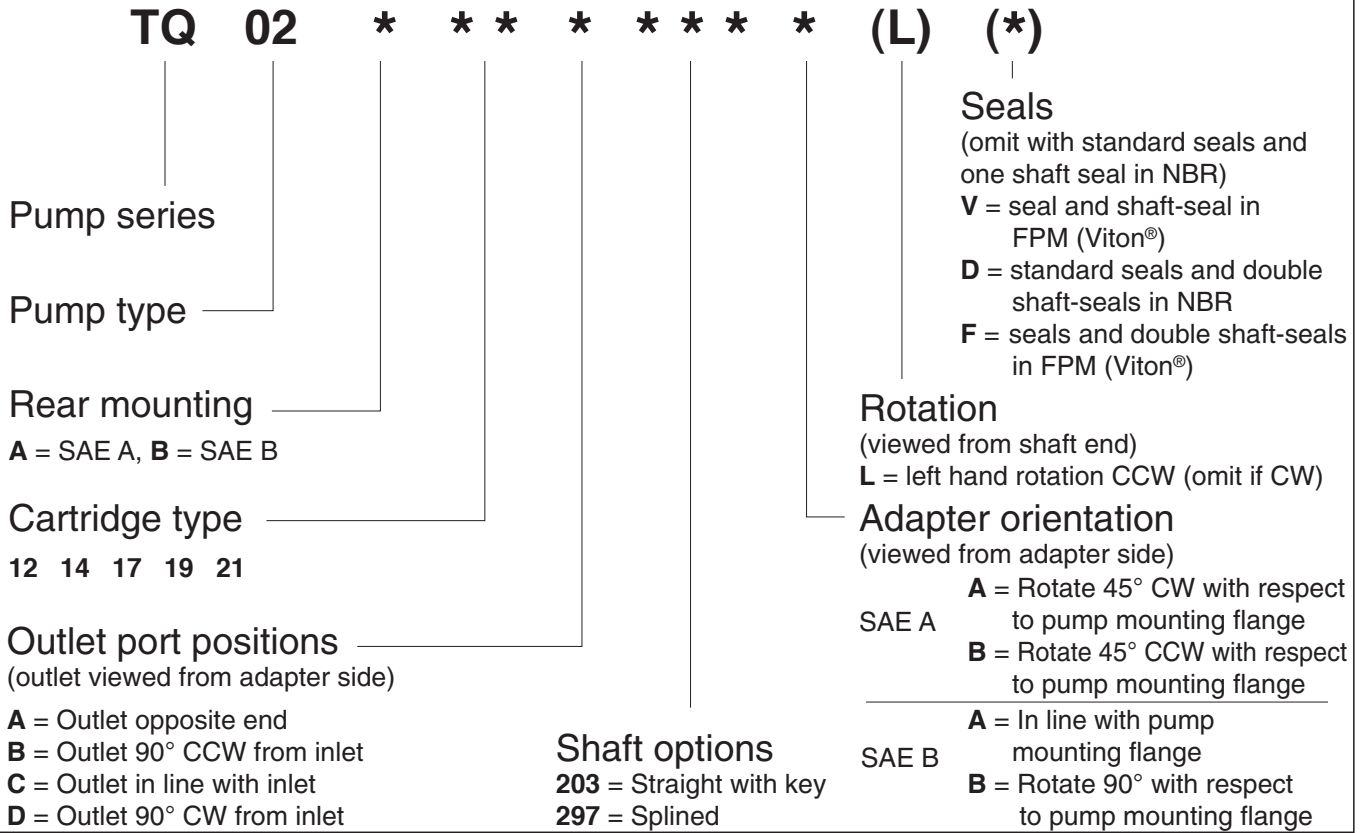 TQ 02 * * * * * * * * (L) (*)
Pump series
Pump type
Rear mounting
A = SAE A, B = SAE B
Cartridge type
12 14 17 19 21
Outlet port positions
(outlet viewed from adapter side)
A = Outlet opposite end
B = Outlet 90° CCW from inlet
C = Outlet in line with inlet
D = Outlet 90° CW from inlet
Shaft options
203 = Straight with key
297 = Splined
Seals
(omit with standard seals and
one shaft seal in NBR)
V = seal and shaft-seal in
FPM (Viton®)
D = standard seals and double
shaft-seals in NBR
F = seals and double shaft-seals
in FPM (Viton®)
Rotation
(viewed from shaft end)
L = left hand rotation CCW (omit if CW)
Adapter orientation
(viewed from adapter side)
SAE A
A = Rotate 45° CW with respect
to pump mounting flange
B = Rotate 45° CCW with respect
to pump mounting flange
SAE B
A = In line with pump
mounting flange
B = Rotate 90° with respect
to pump mounting flange